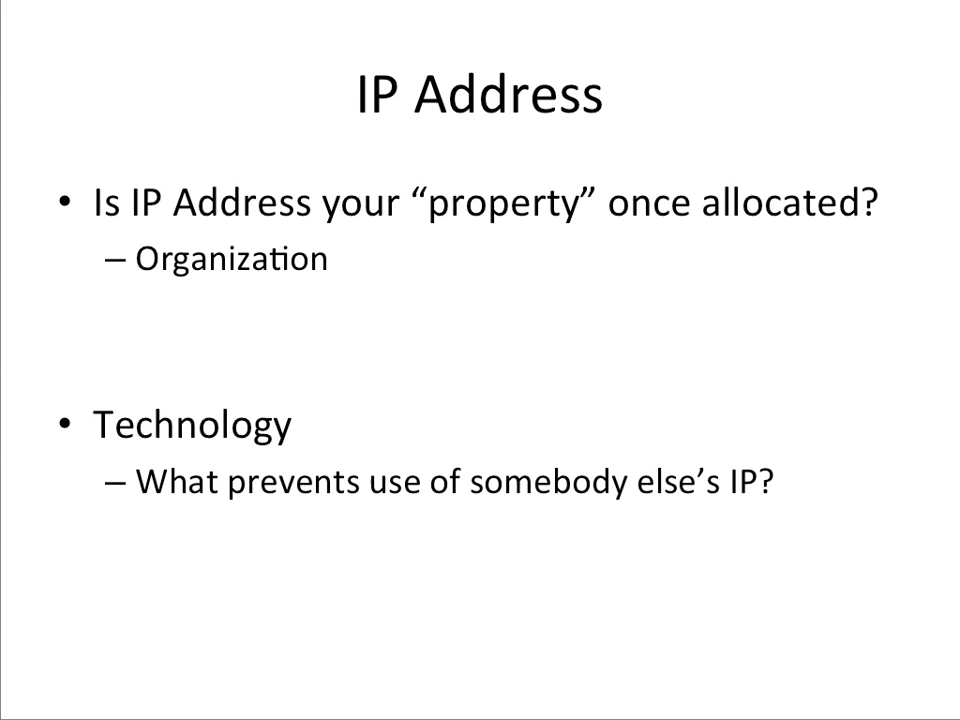 IP Address
• Is IP Address your “property” once allocated?
– Organization
• Technology
– What prevents use of somebody else’s IP?